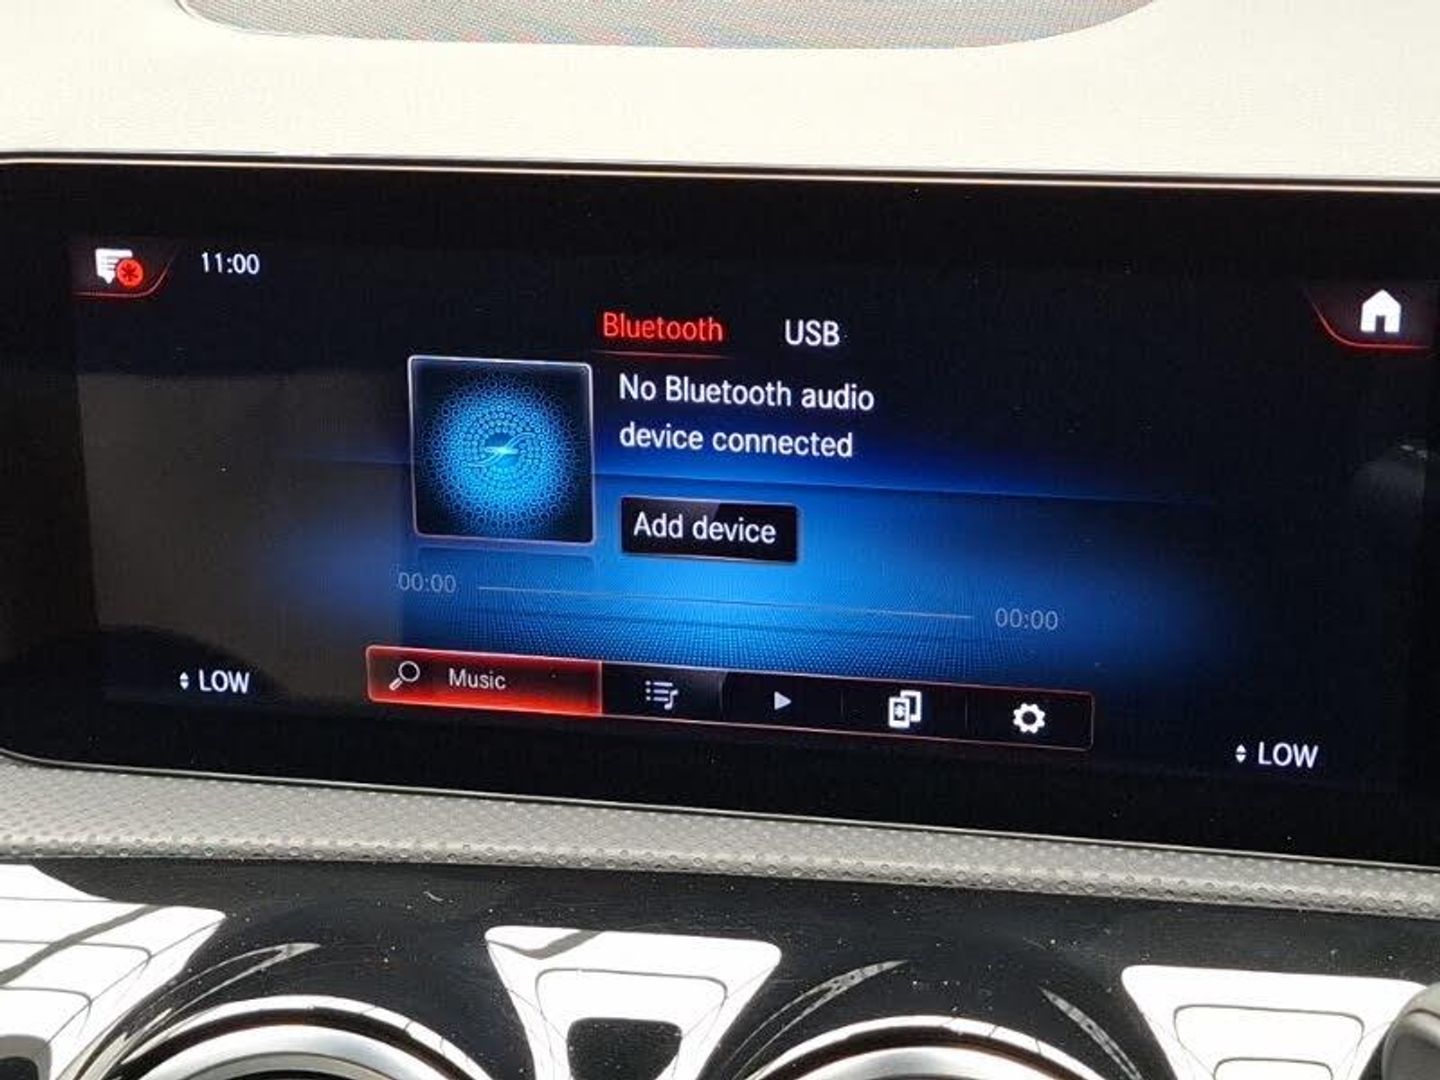 11:00
Bluetooth USB
No Bluetooth audio
device connected
Add device
00:00 00:00
LOW Music LOW